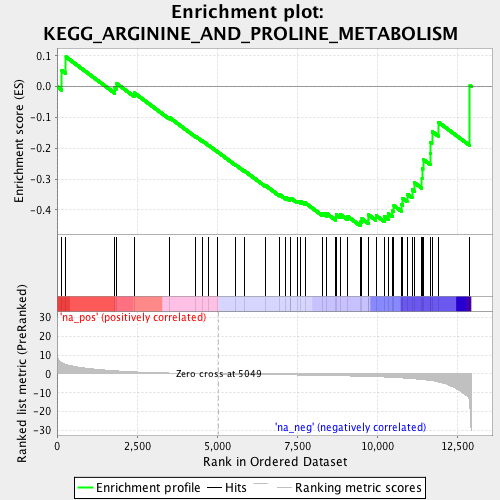 Enrichment plot:
KEGG_ARGININE_AND_PROLINE_METABOLISM
Enrichment score (ES)
0.1
0.0
-0.1
-0.2
-0.3
-0.4
'na_pos' (positively correlated)
Ranked list metric (PreRanked)
30
20
10
0
-10
-20
-30
Zero cross at 5049
'na_neg' (negatively correlated)
0
2,500
5,000
7,500
10,000
12,500
Rank in Ordered Dataset
Enrichment profile
Hits
Ranking metric scores